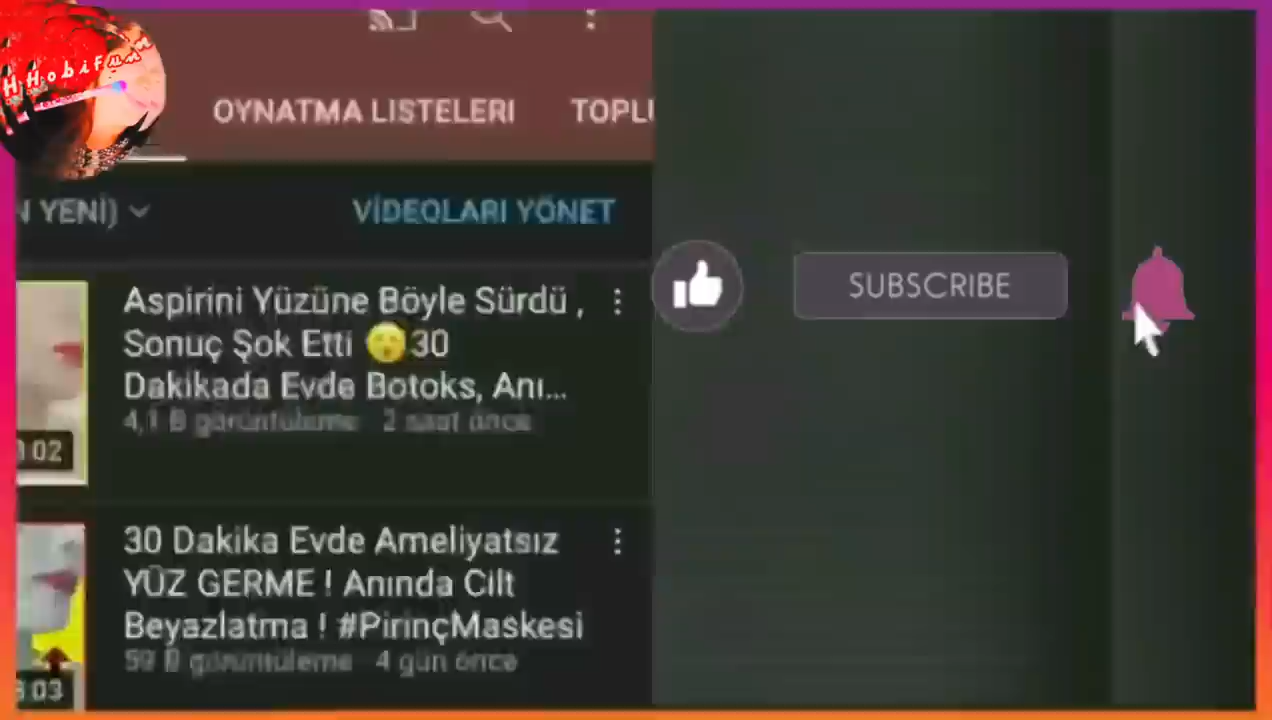 HHobiFun
OYNATMA LISTELERI
TOPLU
N YENİ)
VİDEOLARI YÖNET
Aspirini Yüzüne Böyle Sürdü ,
Sonuç Şok Etti 😲30
Dakikada Evde Botoks, Anı...
4,1 B görüntüleme 2 saat önce
:02
SUBSCRIBE
30 Dakika Evde Ameliyatsız
YÜZ GERME ! Anında Cilt
Beyazlatma ! #PirinçMaskesi
59 B görüntüleme 4 gün önce
:03